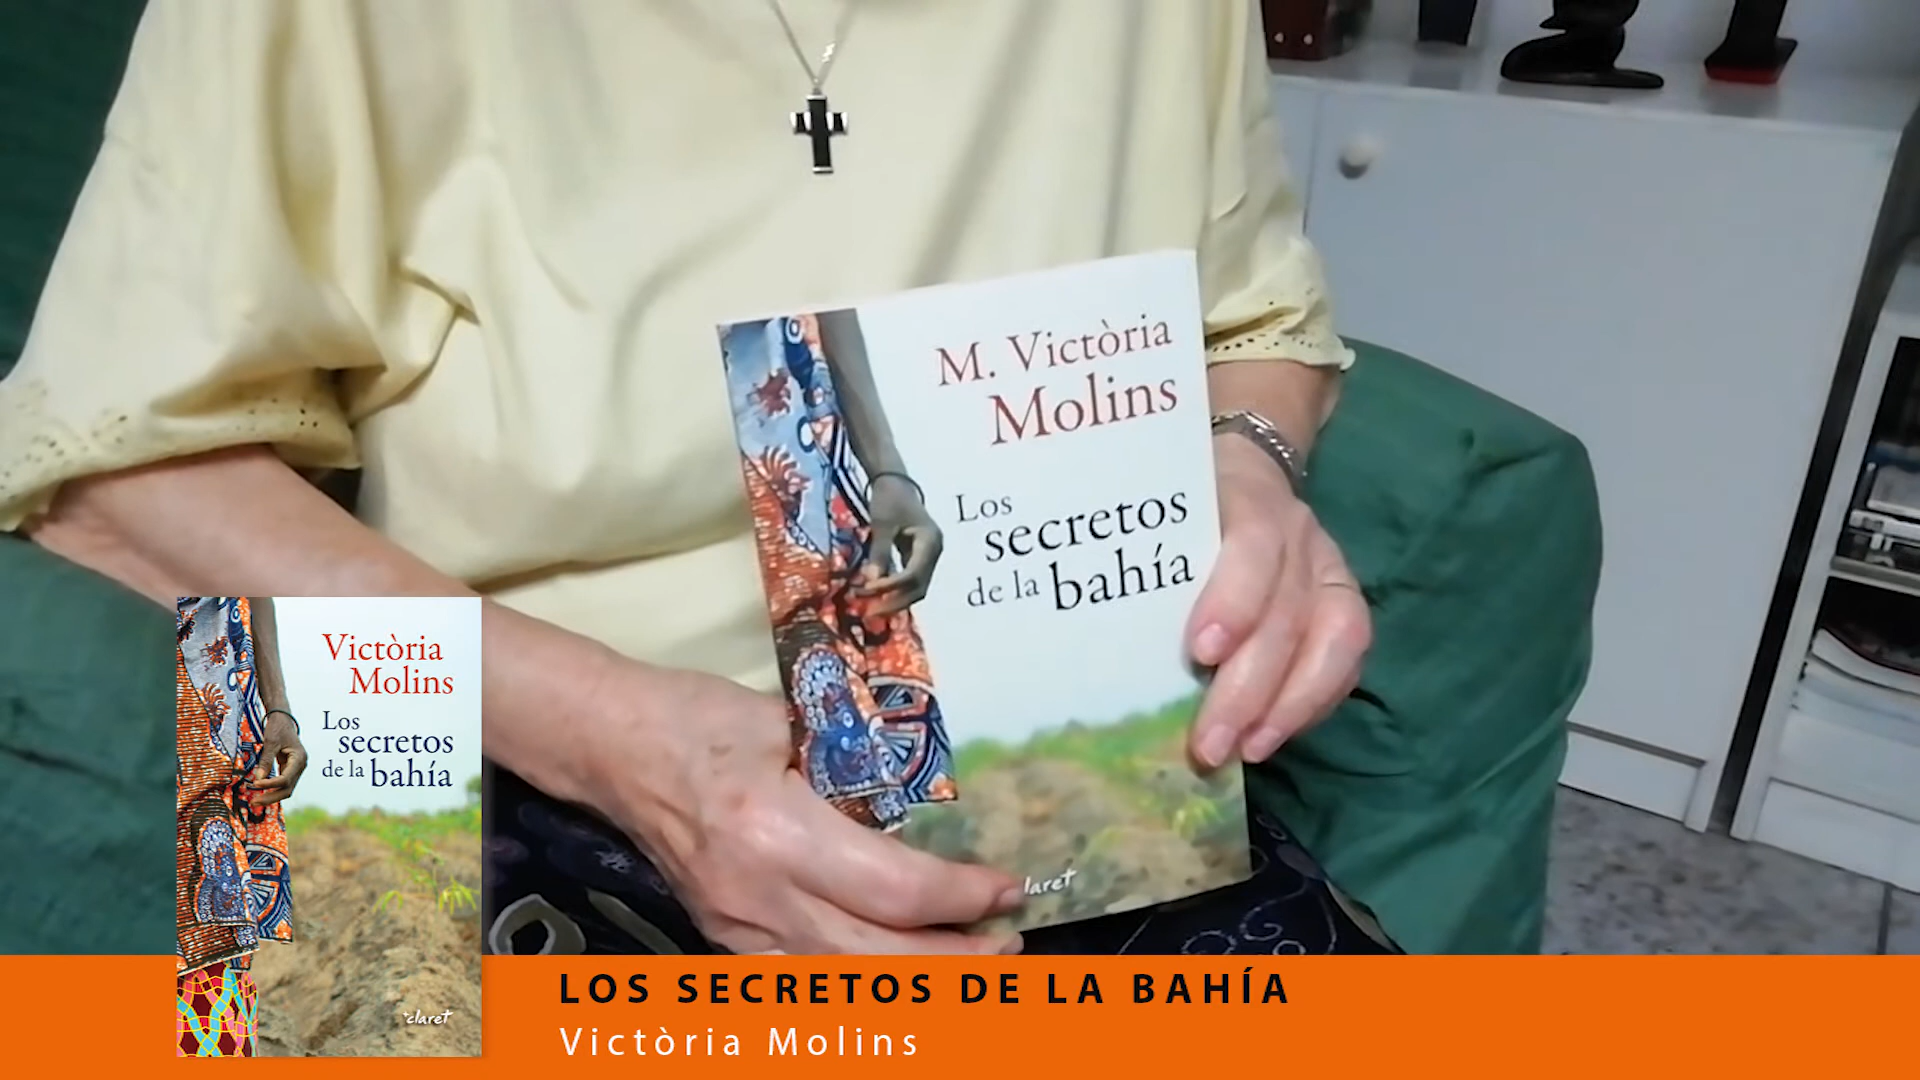 M. Victòria
Molins
Los
secretos
de la bahía
laret
Victòria
Molins
Los
secretos
de la bahía
claret
LOS SECRETOS DE LA BAHÍA
Victòria Molins